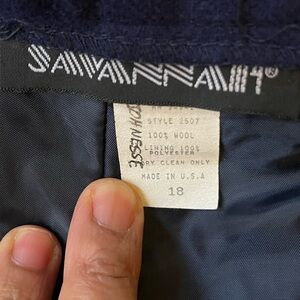 SAVANNAH®
STYLE 2507
100% WOOL
LINING 100%
POLYESTER
DRY CLEAN ONLY
MADE IN U.S.A
18